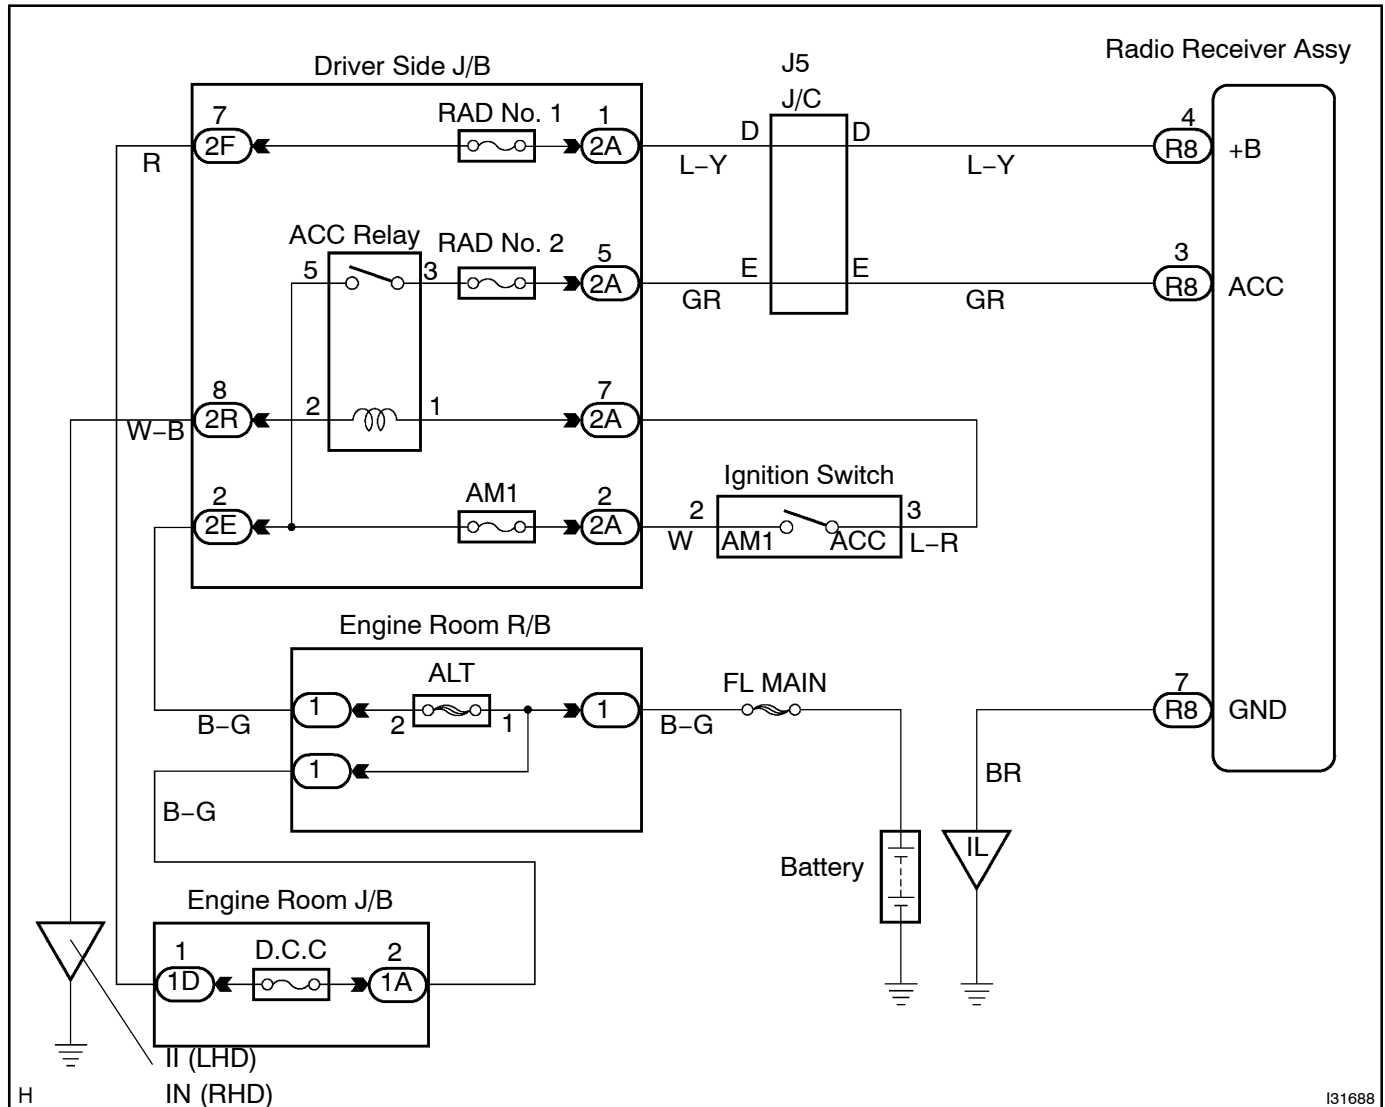 Radio Receiver Assy
Driver Side J/B
J5
J/C
7
2F
RAD No. 1
1
2A
D
D
4
R8
+B
R
L−Y
L−Y
ACC Relay
RAD No. 2
5
3
5
2A
E
E
3
R8
ACC
GR
GR
8
2R
2
1
7
2A
W−B
Ignition Switch
2
2E
AM1
2
2A
2
3
W
AM1
ACC
L−R
Engine Room R/B
ALT
FL MAIN
1
2
1
1
7
R8
GND
B−G
B−G
1
BR
B−G
Battery
IL
Engine Room J/B
1
1D
D.C.C
2
1A
II (LHD)
IN (RHD)
H
I31688